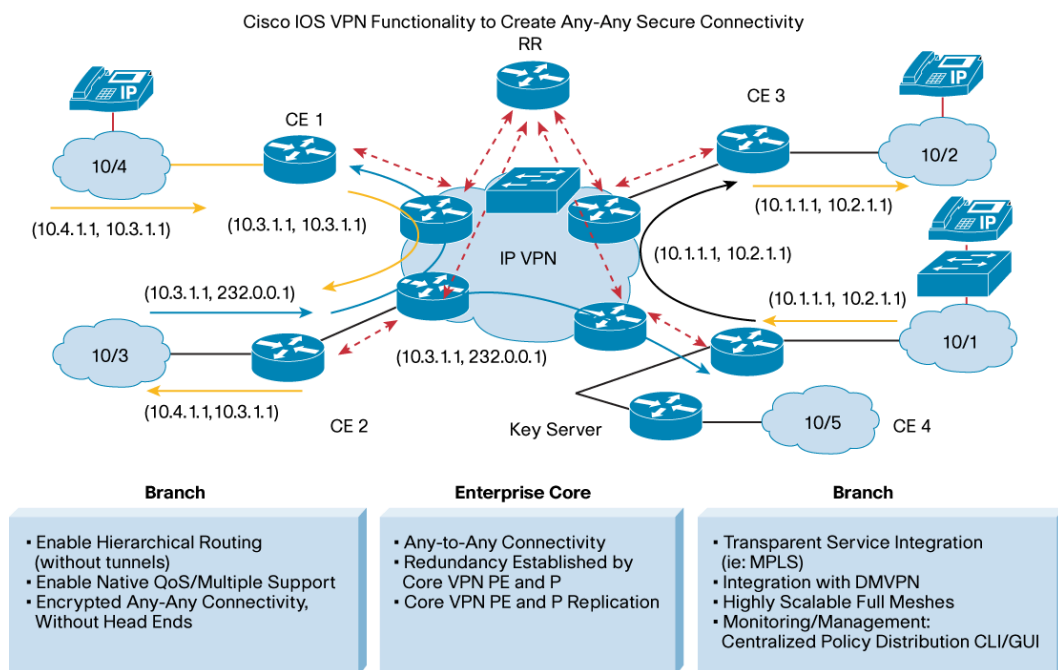 Cisco IOS VPN Functionality to Create Any-Any Secure Connectivity
RR
IP
CE 1
CE 3
IP
10/4
10/2
(10.4.1.1, 10.3.1.1)
(10.3.1.1, 10.3.1.1)
(10.1.1.1, 10.2.1.1)
IP
IP VPN
(10.1.1.1, 10.2.1.1)
(10.3.1.1, 232.0.0.1)
(10.1.1.1, 10.2.1.1)
10/3
10/1
(10.3.1.1, 232.0.0.1)
(10.4.1.1,10.3.1.1)
CE 2
Key Server
10/5
CE 4
Branch
▪ Enable Hierarchical Routing
(without tunnels)
▪ Enable Native QoS/Multiple Support
▪ Encrypted Any-Any Connectivity,
Without Head Ends
Enterprise Core
▪ Any-to-Any Connectivity
▪ Redundancy Established by
Core VPN PE and P
▪ Core VPN PE and P Replication
Branch
▪ Transparent Service Integration
(ie: MPLS)
▪ Integration with DMVPN
▪ Highly Scalable Full Meshes
▪ Monitoring/Management:
Centralized Policy Distribution CLI/GUI